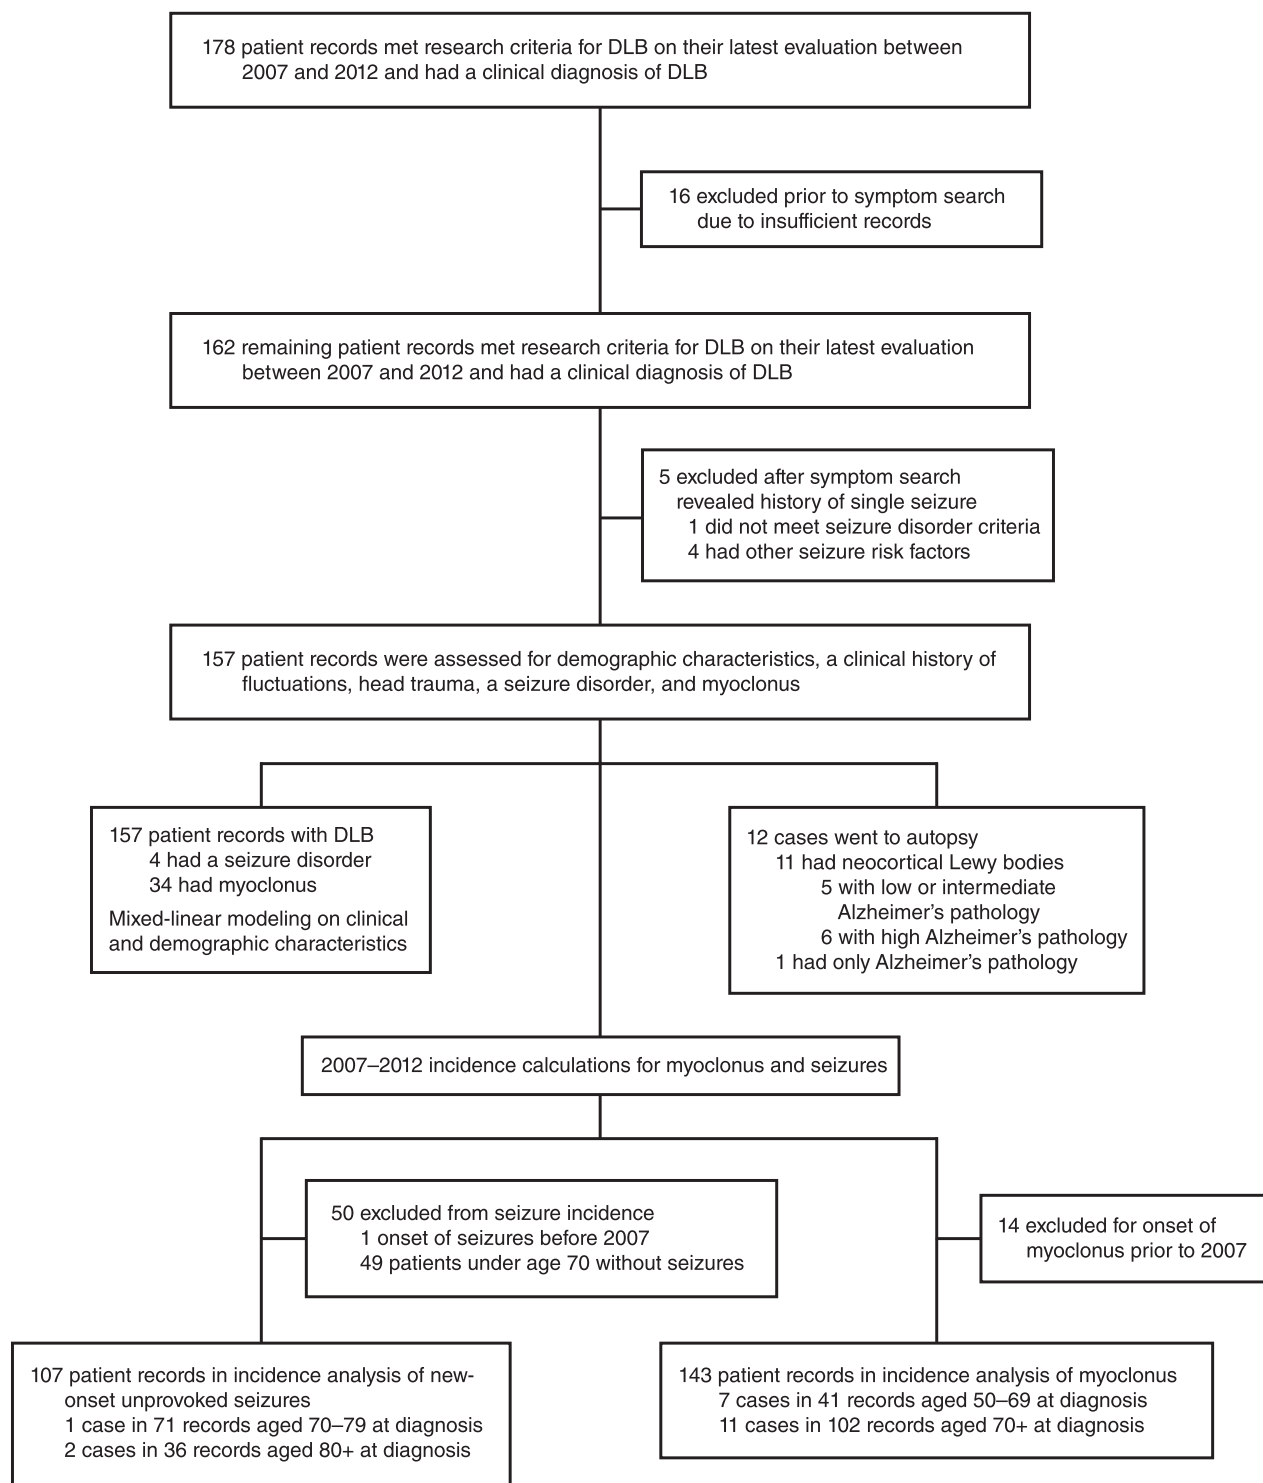 178 patient records met research criteria for DLB on their latest evaluation between
2007 and 2012 and had a clinical diagnosis of DLB
16 excluded prior to symptom search
due to insufficient records
162 remaining patient records met research criteria for DLB on their latest evaluation
between 2007 and 2012 and had a clinical diagnosis of DLB
5 excluded after symptom search
revealed history of single seizure
1 did not meet seizure disorder criteria
4 had other seizure risk factors
157 patient records were assessed for demographic characteristics, a clinical history of
fluctuations, head trauma, a seizure disorder, and myoclonus
157 patient records with DLB
4 had a seizure disorder
34 had myoclonus
Mixed-linear modeling on clinical
and demographic characteristics
12 cases went to autopsy
11 had neocortical Lewy bodies
5 with low or intermediate
Alzheimer’s pathology
6 with high Alzheimer’s pathology
1 had only Alzheimer’s pathology
2007–2012 incidence calculations for myoclonus and seizures
50 excluded from seizure incidence
1 onset of seizures before 2007
49 patients under age 70 without seizures
14 excluded for onset of
myoclonus prior to 2007
107 patient records in incidence analysis of new-
onset unprovoked seizures
1 case in 71 records aged 70–79 at diagnosis
2 cases in 36 records aged 80+ at diagnosis
143 patient records in incidence analysis of myoclonus
7 cases in 41 records aged 50–69 at diagnosis
11 cases in 102 records aged 70+ at diagnosis